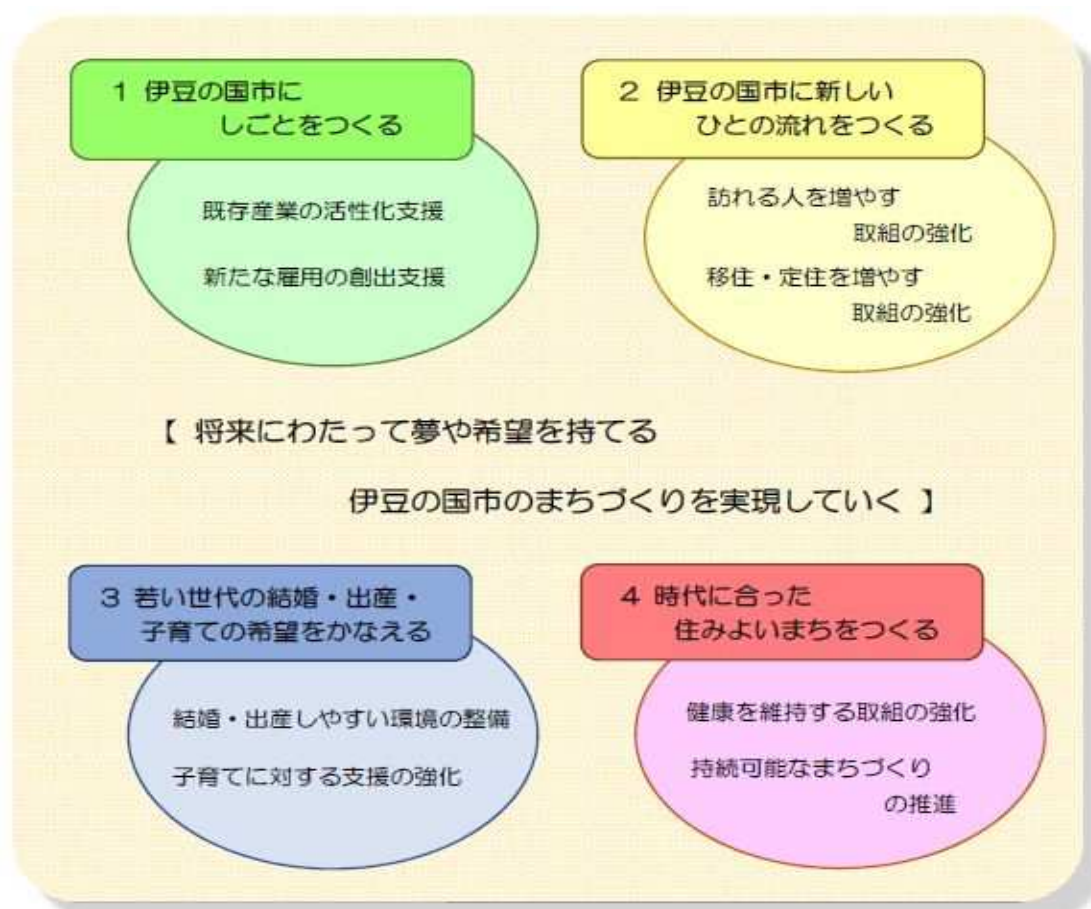 1 伊豆の国市に
しごとをつくる
既存産業の活性化支援
新たな雇用の創出支援
2 伊豆の国市に新しい
ひとの流れをつくる
訪れる人を増やす
取組の強化
移住・定住を増やす
取組の強化
【 将来にわたって夢や希望を持てる
伊豆の国市のまちづくりを実現していく 】
3 若い世代の結婚・出産・
子育ての希望をかなえる
結婚・出産しやすい環境の整備
子育てに対する支援の強化
4 時代に合った
住みよいまちをつくる
健康を維持する取組の強化
持続可能なまちづくり
の推進